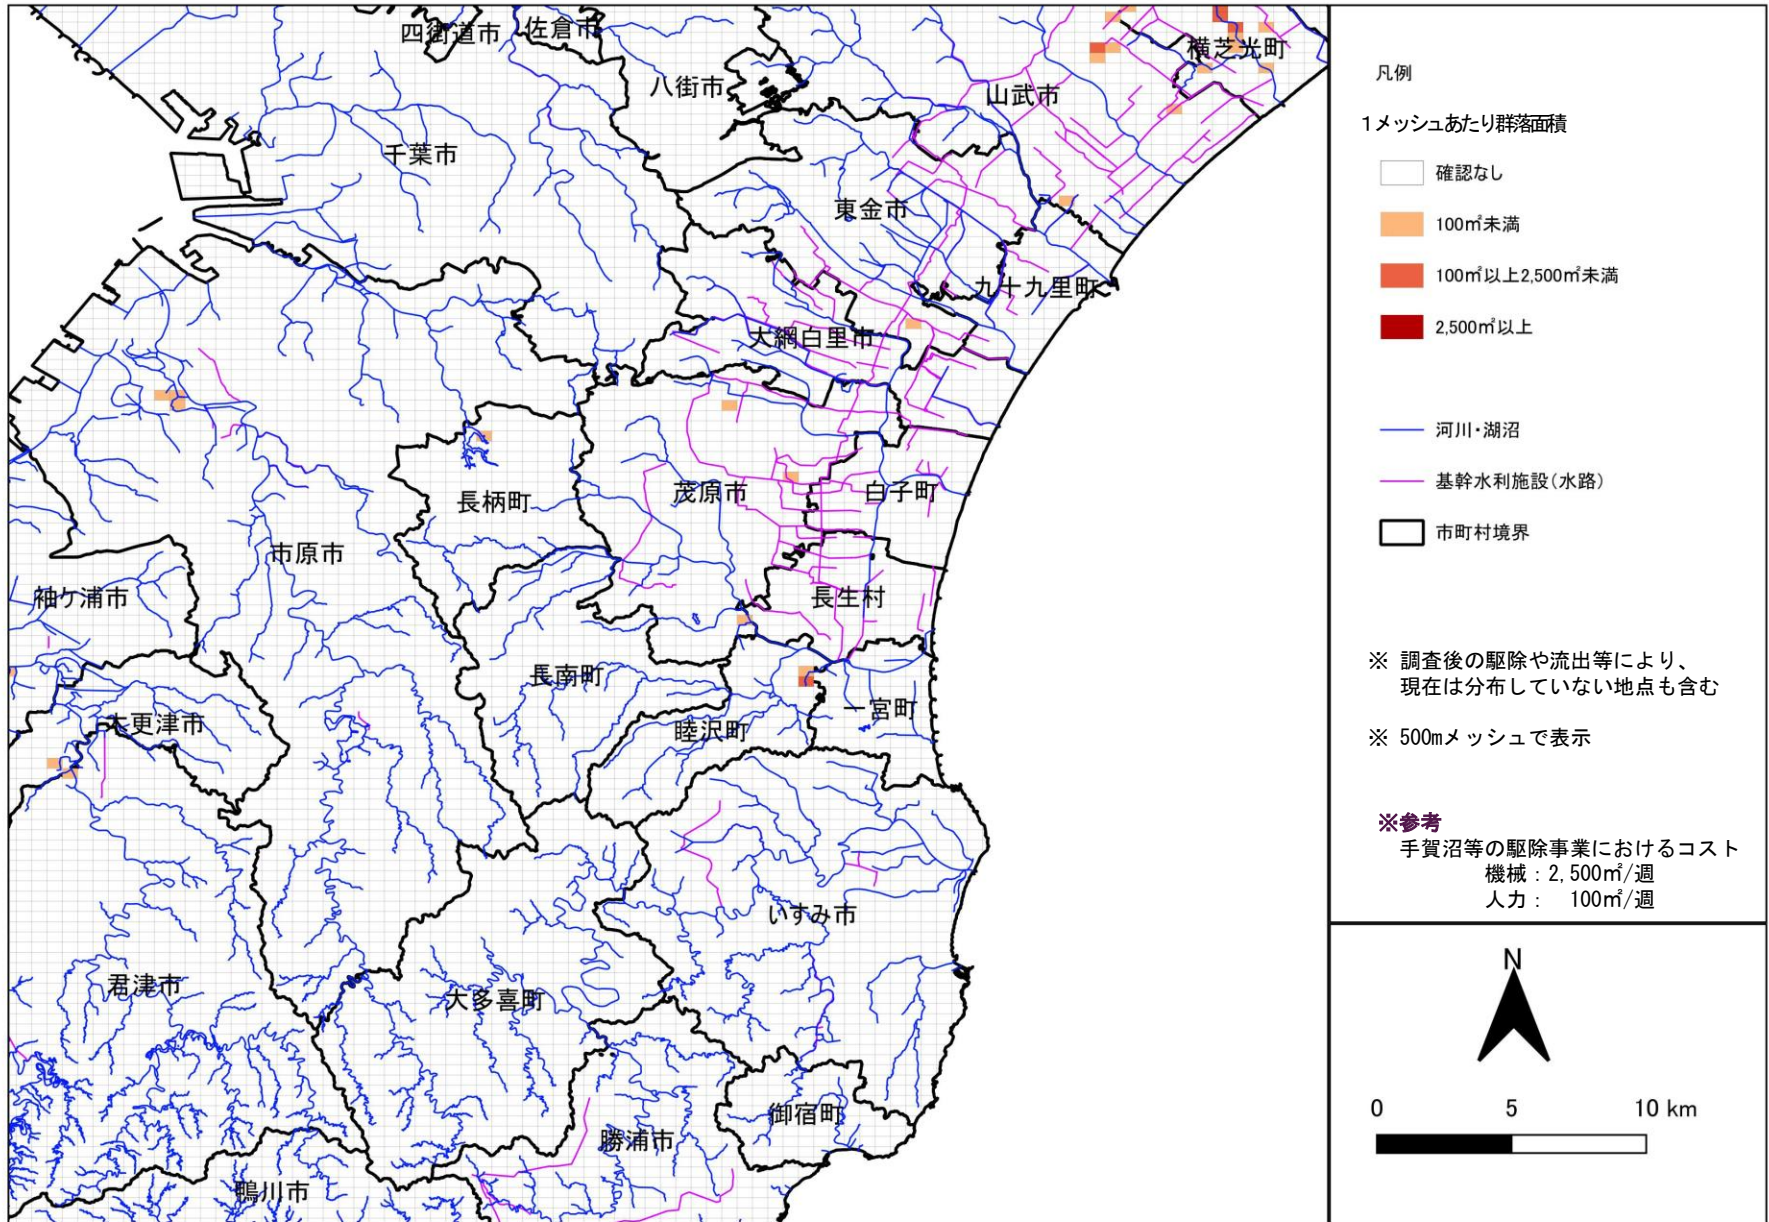 四街道市
佐倉市
横芝光町
八街市
山武市
千葉市
東金市
九十九里町
大網白里市
長柄町
茂原市
白子町
市原市
袖ケ浦市
長生村
長南町
木更津市
睦沢町
一宮町
いすみ市
君津市
大多喜町
御宿町
勝浦市
鴨川市
凡例
1メッシュあたり群落面積
確認なし
100㎡未満
100㎡以上2,500㎡未満
2,500㎡以上
河川・湖沼
基幹水利施設(水路)
市町村境界
※ 調査後の駆除や流出等により、
現在は分布していない地点も含む
※ 500mメッシュで表示
※参考
手賀沼等の駆除事業におけるコスト
機械：2,500㎡/週
人力： 100㎡/週
N
0 5 10 km